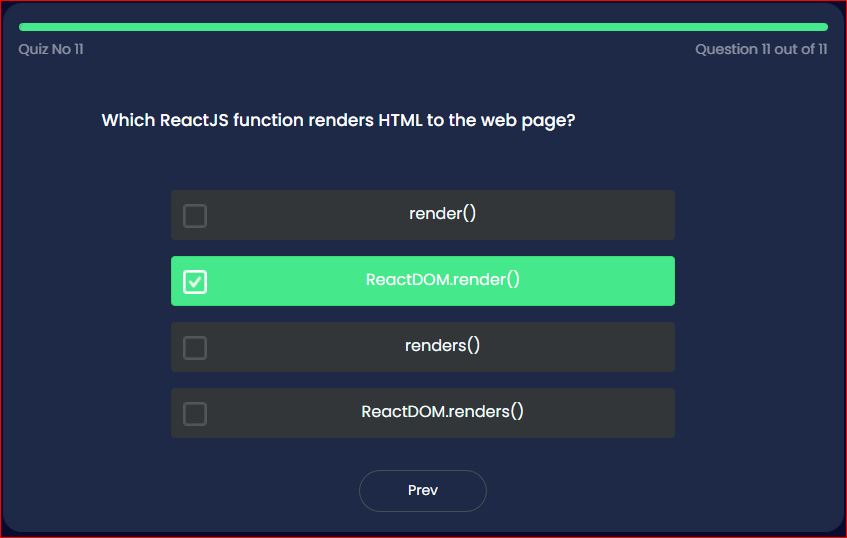 Quiz No 11
Question 11 out of 11
Which ReactJS function renders HTML to the web page?
render()
ReactDOM.render()
renders()
ReactDOM.renders()
Prev